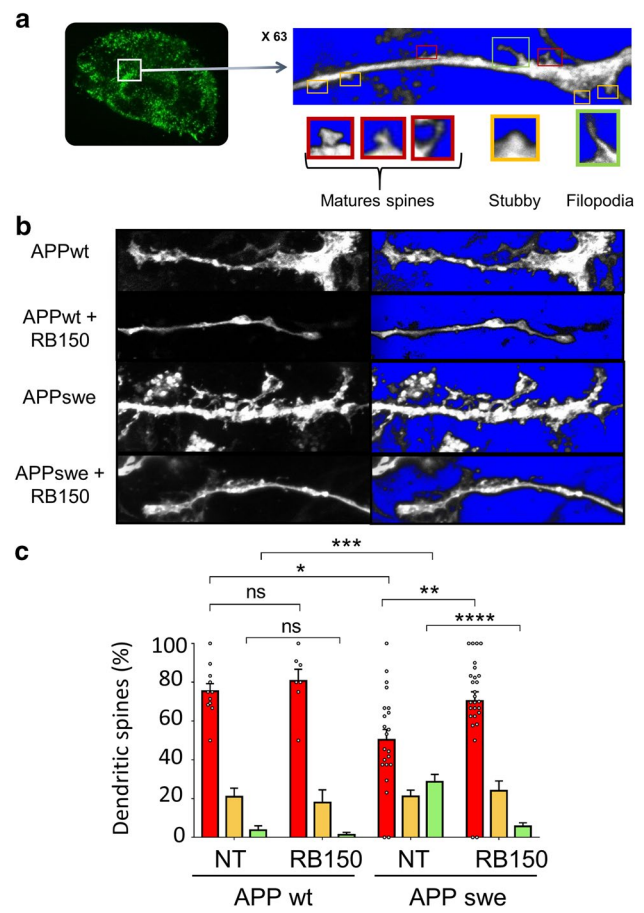 a
X 63
Matures spines
Stubby
Filopodia
b
APPwt
APPwt +
RB150
APPswe
APPswe +
RB150
c
***
*
**
ns
****
ns
Dendritic spines (%)
100
80
60
40
20
0
NT
RB150
NT
RB150
APP wt
APP swe